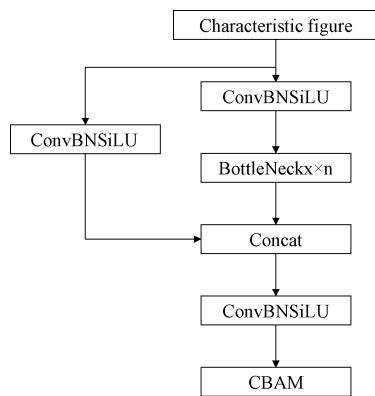 Characteristic figure
ConvBNSiLU
ConvBNSiLU
BottleNeckx×n
Concat
ConvBNSiLU
CBAM